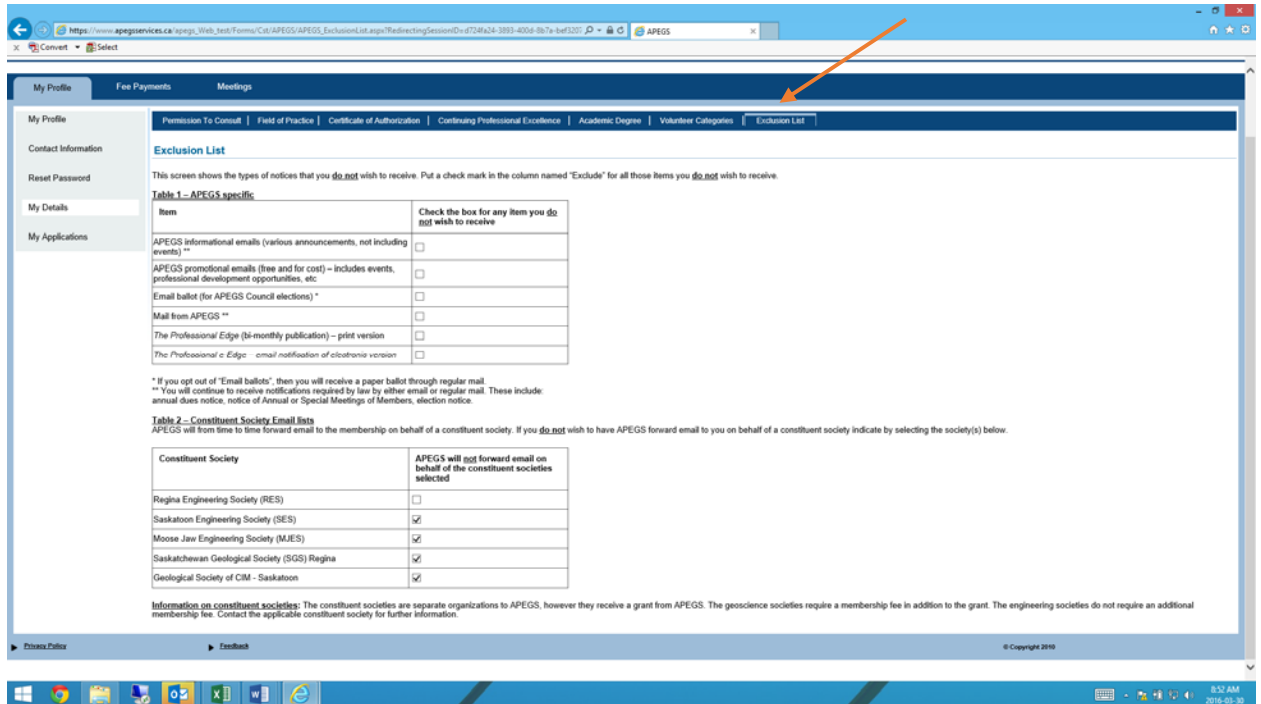 https://www.apegsservices.ca/apegs_Web_test/Forms/Cst/APEGS/APEGS_ExclusionList.aspx?RedirectingSessionID=d724fa24-3893-400d-8b7e-bef320
APEGS
Convert
Select
My Profile
Fee Payments
Meetings
My Profile
Contact Information
Reset Password
My Details
My Applications
Permission To Consult | Field of Practice | Certificate of Authorization | Continuing Professional Excellence | Academic Degree | Volunteer Categories | Exclusion List
Exclusion List
This screen shows the types of notices that you do not wish to receive. Put a check mark in the column named "Exclude" for all those items you do not wish to receive.
Table 1 – APEGS specific
Item
Check the box for any item you do
not wish to receive
APEGS informational emails (various announcements, not including
events) **
APEGS promotional emails (free and for cost) – includes events,
professional development opportunities, etc
Email ballot (for APEGS Council elections) *
Mail from APEGS **
The Professional Edge (bi-monthly publication) – print version
The Professional e-Edge – email notification of electronic version
* If you opt out of "Email ballots", then you will receive a paper ballot through regular mail.
** You will continue to receive notifications required by law by either email or regular mail. These include:
annual dues notice, notice of Annual or Special Meetings of Members, election notice.
Table 2 – Constituent Society Email lists
APEGS will from time to time forward email to the membership on behalf of a constituent society. If you do not wish to have APEGS forward email to you on behalf of a constituent society indicate by selecting the society(s) below.
Constituent Society
APEGS will not forward email on
behalf of the constituent societies
selected
Regina Engineering Society (RES)
Saskatoon Engineering Society (SES)
Moose Jaw Engineering Society (MJES)
Saskatchewan Geological Society (SGS) Regina
Geological Society of CIM - Saskatoon
Information on constituent societies: The constituent societies are separate organizations to APEGS, however they receive a grant from APEGS. The geoscience societies require a membership fee in addition to the grant. The engineering societies do not require an additional
membership fee. Contact the applicable constituent society for further information.
Privacy Policy
Feedback
© Copyright 2010
8:52 AM
2016-03-30